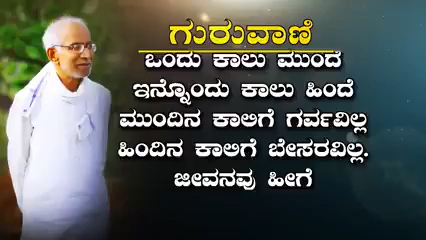 ಗುರುವಾಣಿ
ಒಂದು ಕಾಲು ಮುಂದೆ
ಇನ್ನೊಂದು ಕಾಲು ಹಿಂದೆ
ಮುಂದಿನ ಕಾಲಿಗೆ ಗರ್ವವಿಲ್ಲ
ಹಿಂದಿನ ಕಾಲಿಗೆ ಬೇಸರವಿಲ್ಲ.
ಜೀವನವು ಹೀಗೆ